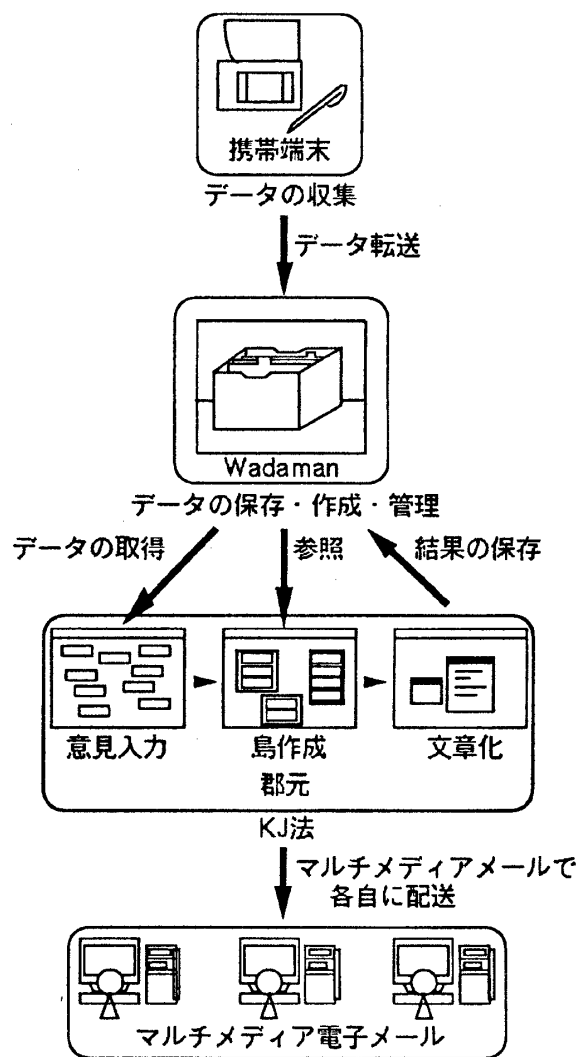 携帯端末
データの収集
データ転送
Wadaman
データの保存・作成・管理
データの取得
参照
結果の保存
意見入力
島作成
文章化
郡元
KJ法
マルチメディアメールで
各自に配送
マルチメディア電子メール